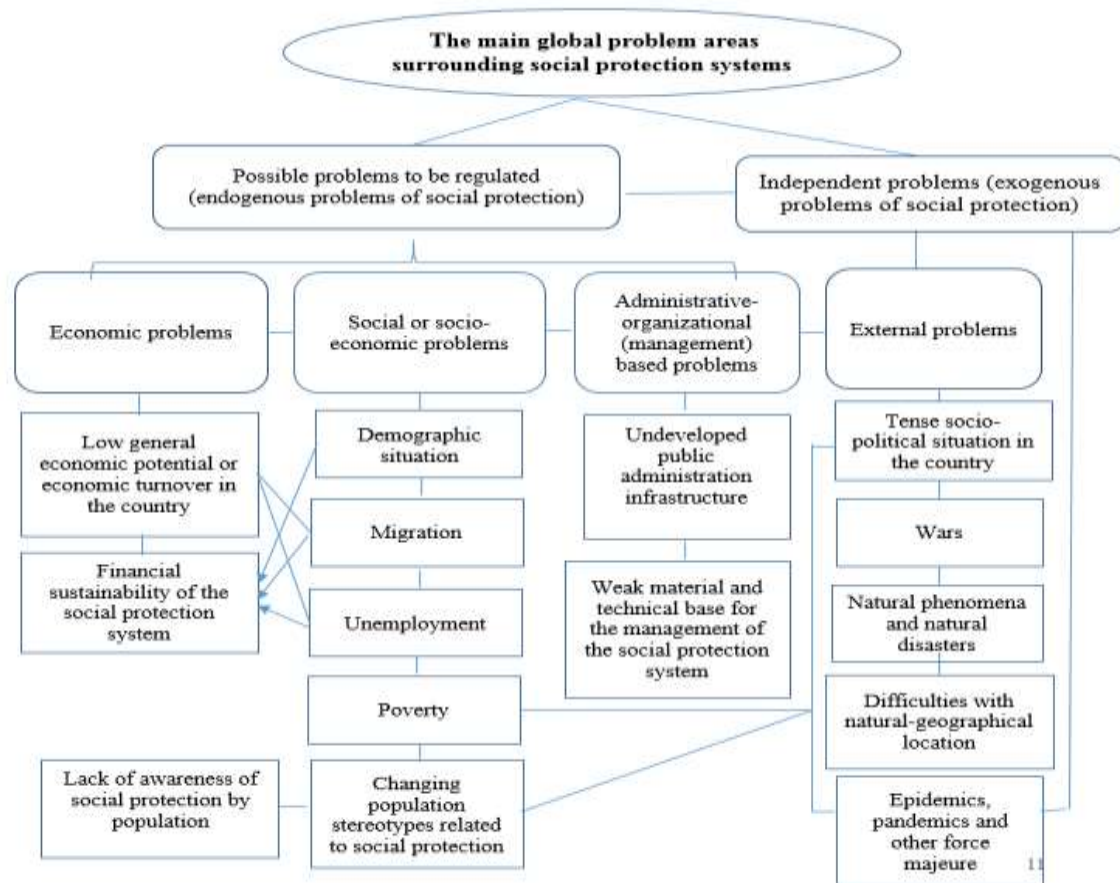 The main global problem areas
surrounding social protection systems
Possible problems to be regulated
(endogenous problems of social protection)
Independent problems (exogenous
problems of social protection)
Economic problems
Social or socio-
economic problems
Administrative-
organizational
(management)
based problems
External problems
Low general
economic potential or
economic turnover in
the country
Financial
sustainability of the
social protection
system
Demographic
situation
Migration
Unemployment
Poverty
Changing
population
stereotypes related
to social protection
Lack of awareness of
social protection by
population
Undeveloped
public
administration
infrastructure
Weak material and
technical base for
the management of
the social protection
system
Tense socio-
political situation in
the country
Wars
Natural phenomena
and natural
disasters
Difficulties with
natural-geographical
location
Epidemics,
pandemics and
other force
majeure
11